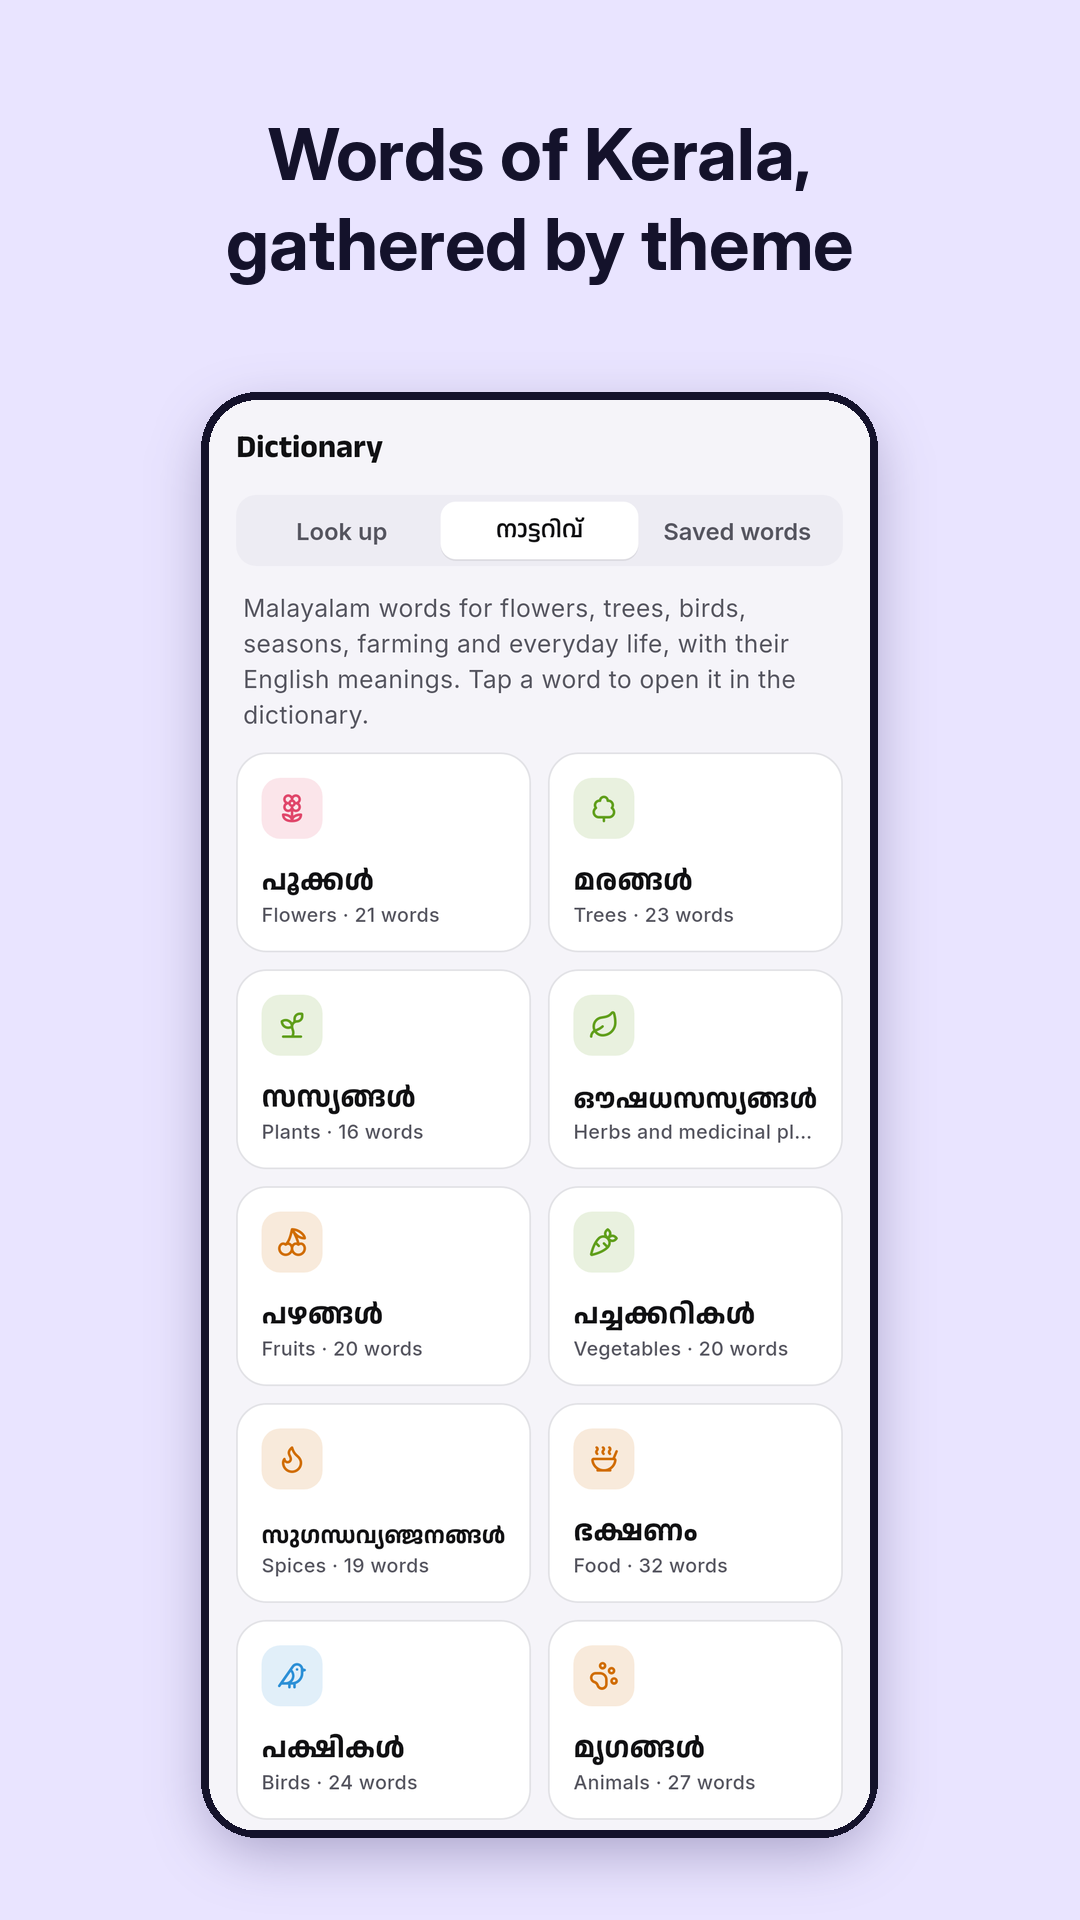 Words of Kerala,
gathered by theme
Dictionary
Look up
നാട്ടറിവ്
Saved words
Malayalam words for flowers, trees, birds,
seasons, farming and everyday life, with their
English meanings. Tap a word to open it in the
dictionary.
പൂക്കൾ
Flowers · 21 words
മരങ്ങൾ
Trees · 23 words
സസ്യങ്ങൾ
Plants · 16 words
ഔഷധസസ്യങ്ങൾ
Herbs and medicinal pl...
പഴങ്ങൾ
Fruits · 20 words
പച്ചക്കറികൾ
Vegetables · 20 words
സുഗന്ധവ്യഞ്ജനങ്ങൾ
Spices · 19 words
ഭക്ഷണം
Food · 32 words
പക്ഷികൾ
Birds · 24 words
മൃഗങ്ങൾ
Animals · 27 words